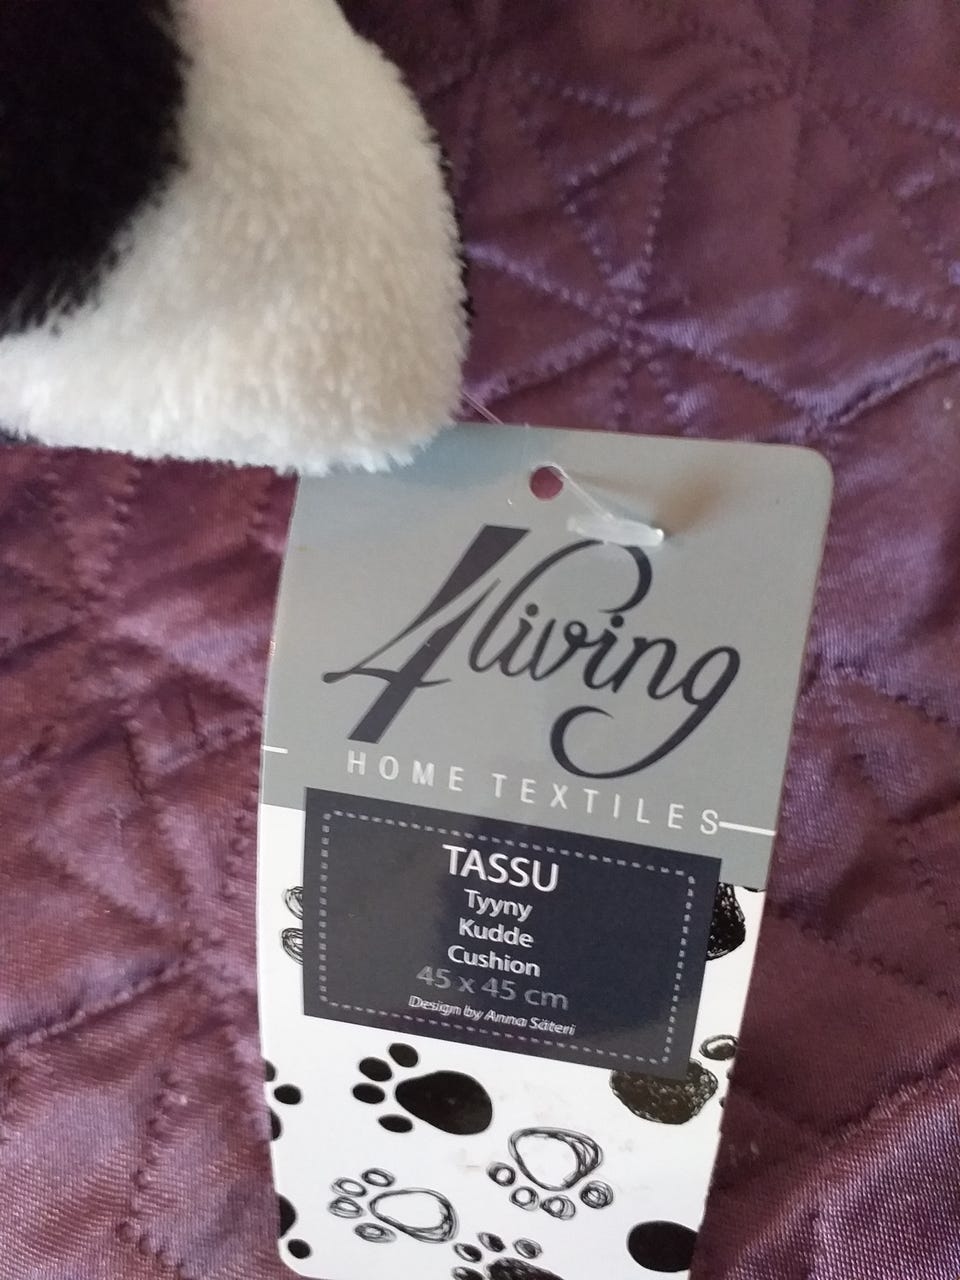 4living
HOME TEXTILES
TASSU
Tyyny
Kudde
Cushion
45 x 45 cm
Design by Anna Säteri